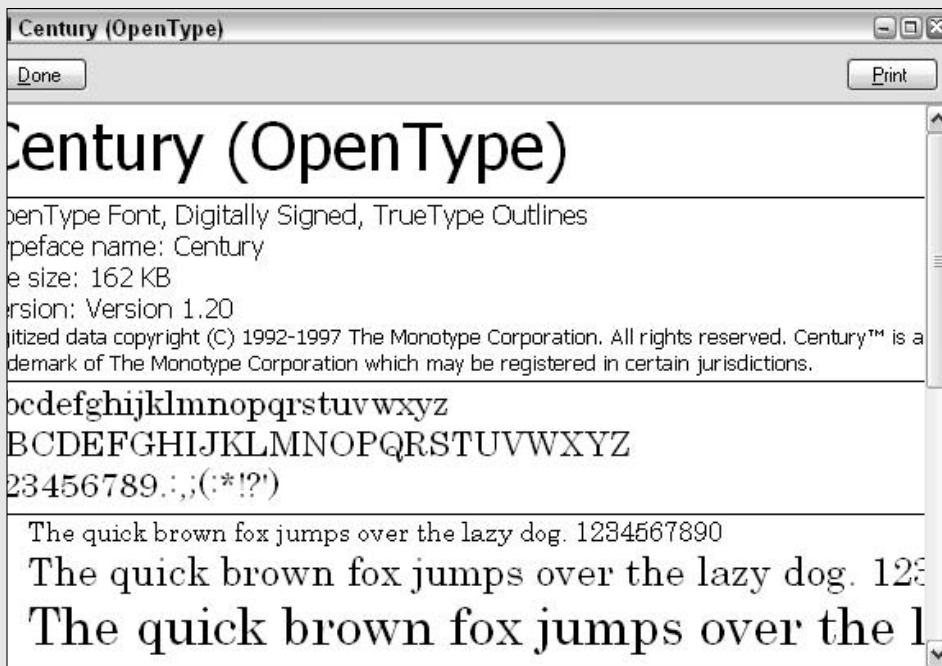 Century (OpenType)
Done Print
Century (OpenType)
penType Font, Digitally Signed, TrueType Outlines
peface name: Century
e size: 162 KB
ersion: Version 1.20
gitized data copyright (C) 1992-1997 The Monotype Corporation. All rights reserved. Century™ is a
demark of The Monotype Corporation which may be registered in certain jurisdictions.
bcdefghijklmnopqrstuvwxyz
BCDEFGHIJKLMNOPQRSTUVWXYZ
23456789.:,;(:*!?')
The quick brown fox jumps over the lazy dog. 1234567890
The quick brown fox jumps over the lazy dog. 123
The quick brown fox jumps over the l